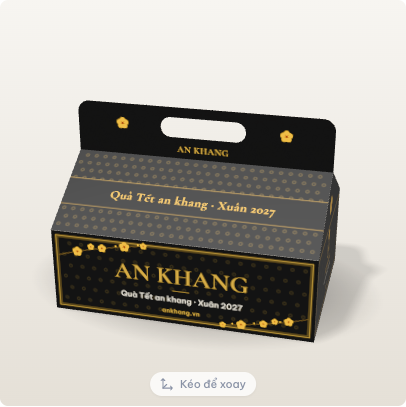 AN KHANG
Quà Tết an khang · Xuân 2027
AN KHANG
Quà Tết an khang · Xuân 2027
ankhang.vn
Kéo để xoay